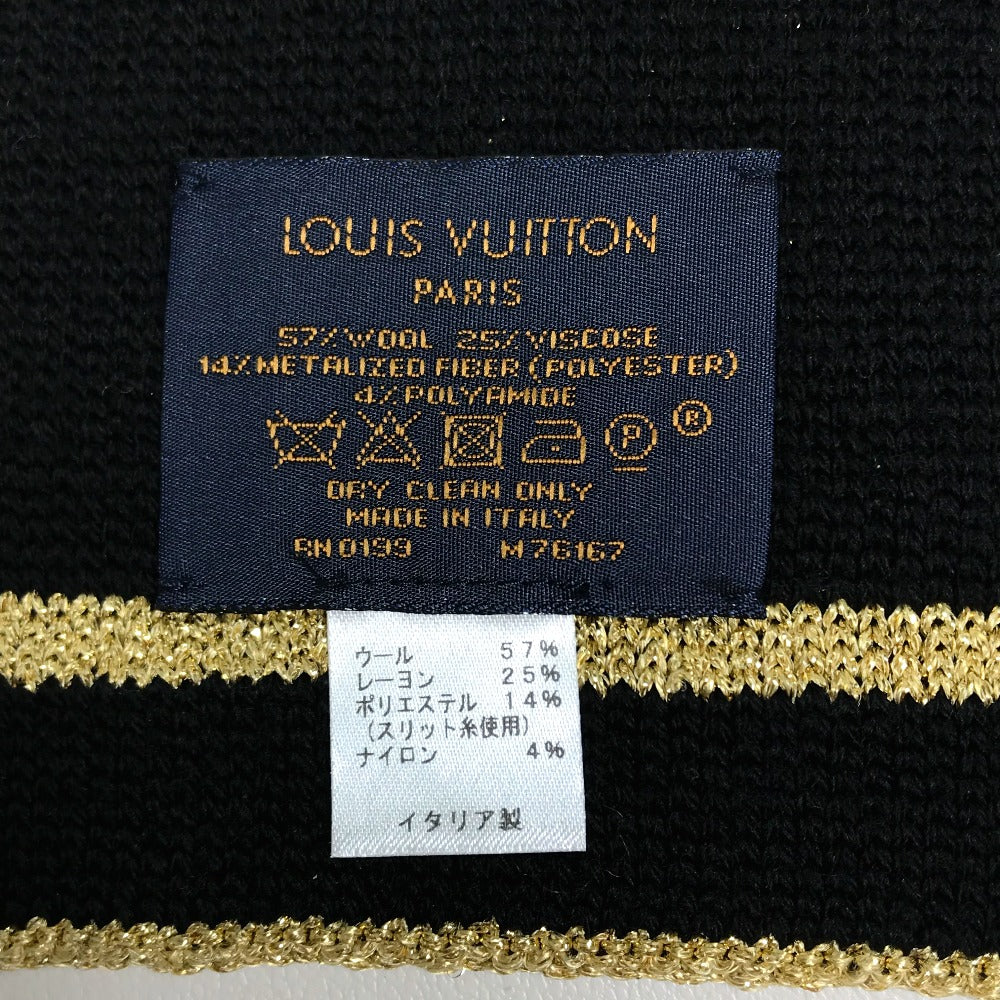 LOUIS VUITTON
PARIS
57% WOOL 25% VISCOSE
14% METALIZED FIBER (POLYESTER)
4% POLYAMIDE
P ®
DRY CLEAN ONLY
MADE IN ITALY
RN0199 M76167
ウール 57%
レーヨン 25%
ポリエステル 14%
(スリット糸使用)
ナイロン 4%
イタリア製